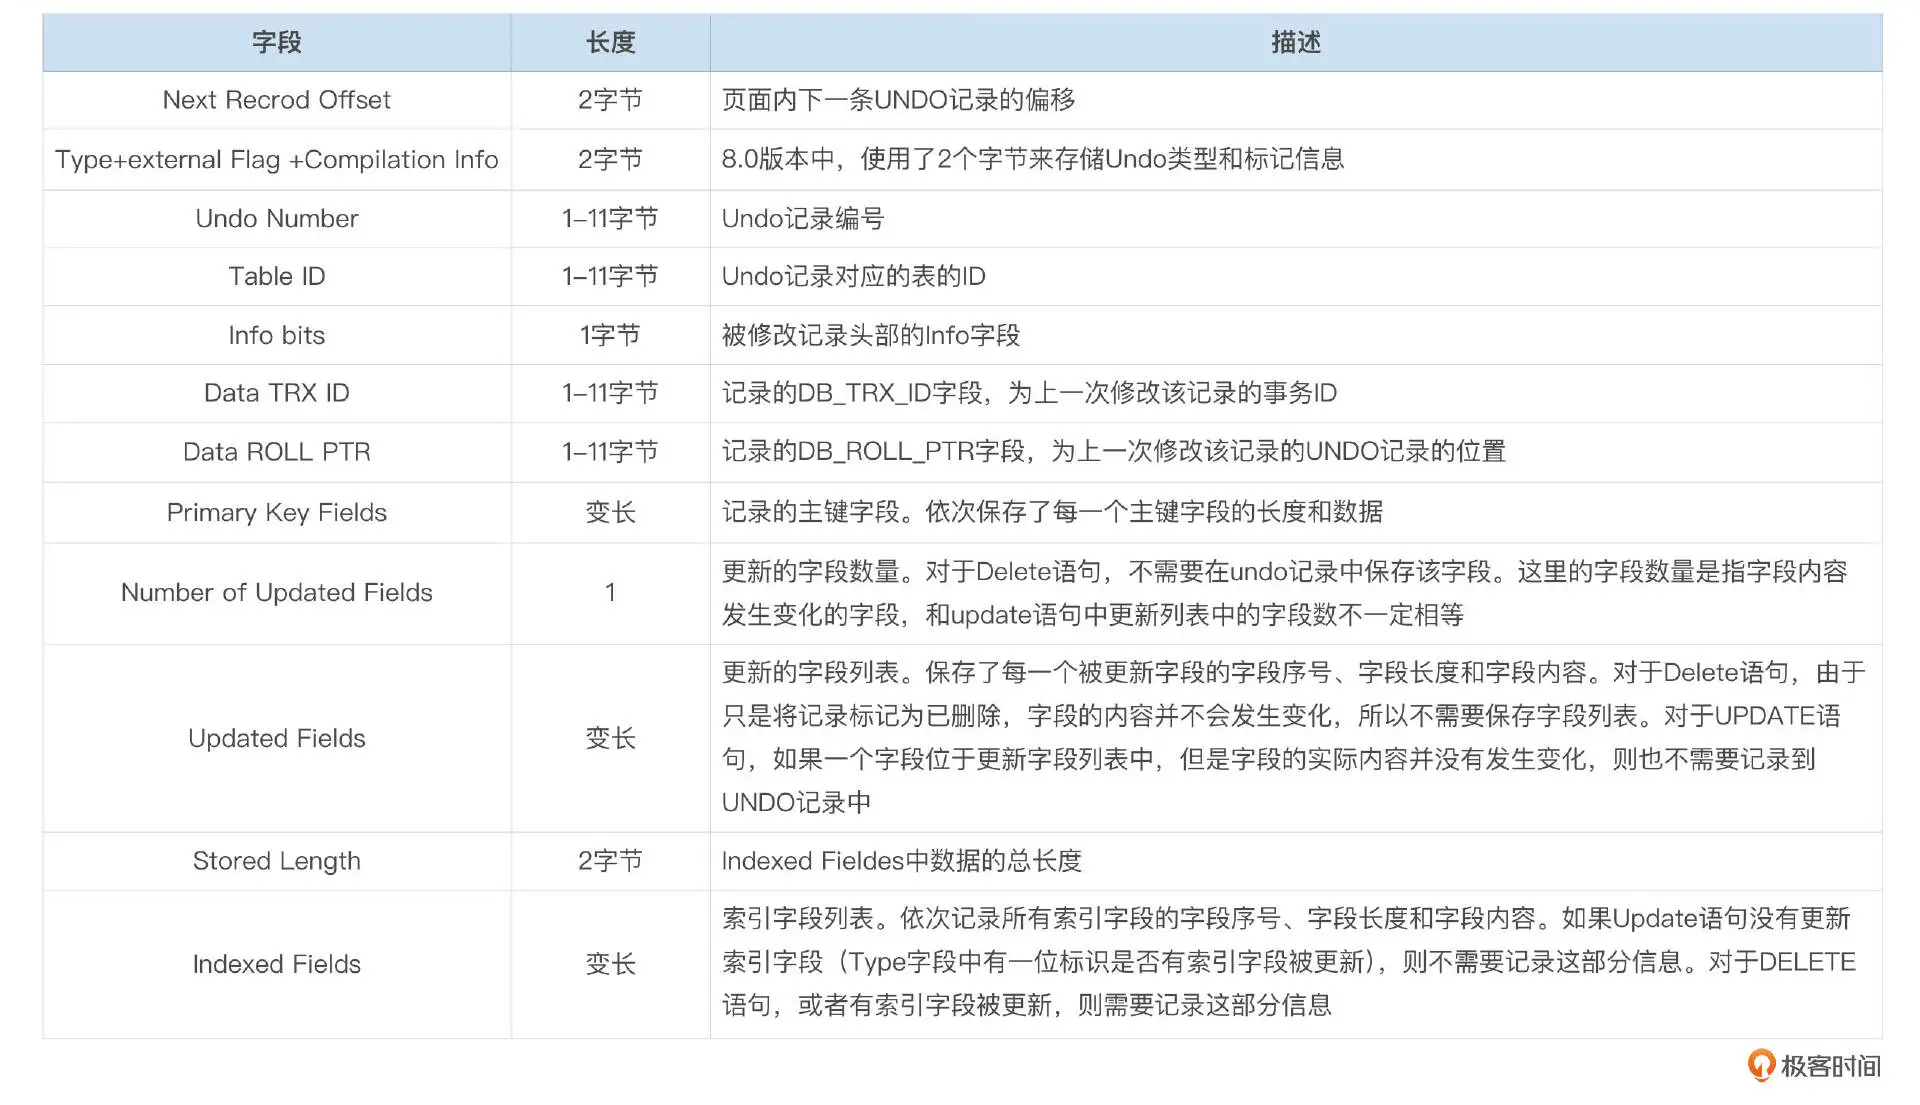 字段 长度 描述
Next Recrod Offset 2字节 页面内下一条UNDO记录的偏移
Type+external Flag +Compilation Info 2字节 8.0版本中，使用了2个字节来存储Undo类型和标记信息
Undo Number 1–11字节 Undo记录编号
Table ID 1–11字节 Undo记录对应的表的ID
Info bits 1字节 被修改记录头部的Info字段
Data TRX ID 1–11字节 记录的DB_TRX_ID字段，为上一次修改该记录的事务ID
Data ROLL PTR 1–11字节 记录的DB_ROLL_PTR字段，为上一次修改该记录的UNDO记录的位置
Primary Key Fields 变长 记录的主键字段。依次保存了每一个主键字段的长度和数据
Number of Updated Fields 1 更新的字段数量。对于Delete语句，不需要在undo记录中保存该字段。这里的字段数量是指字段内容
发生变化的字段，和update语句中更新列表中的字段数不一定相等
Updated Fields 变长 更新的字段列表。保存了每一个被更新字段的字段序号、字段长度和字段内容。对于Delete语句，由于
只是将记录标记为已删除，字段的内容并不会发生变化，所以不需要保存字段列表。对于UPDATE语
句，如果一个字段位于更新字段列表中，但是字段的实际内容并没有发生变化，则也不需要记录到
UNDO记录中
Stored Length 2字节 Indexed Fieldes中数据的总长度
Indexed Fields 变长 索引字段列表。依次记录所有索引字段的字段序号、字段长度和字段内容。如果Update语句没有更新
索引字段（Type字段中有一位标识是否有索引字段被更新），则不需要记录这部分信息。对于DELETE
语句，或者有索引字段被更新，则需要记录这部分信息
极客时间